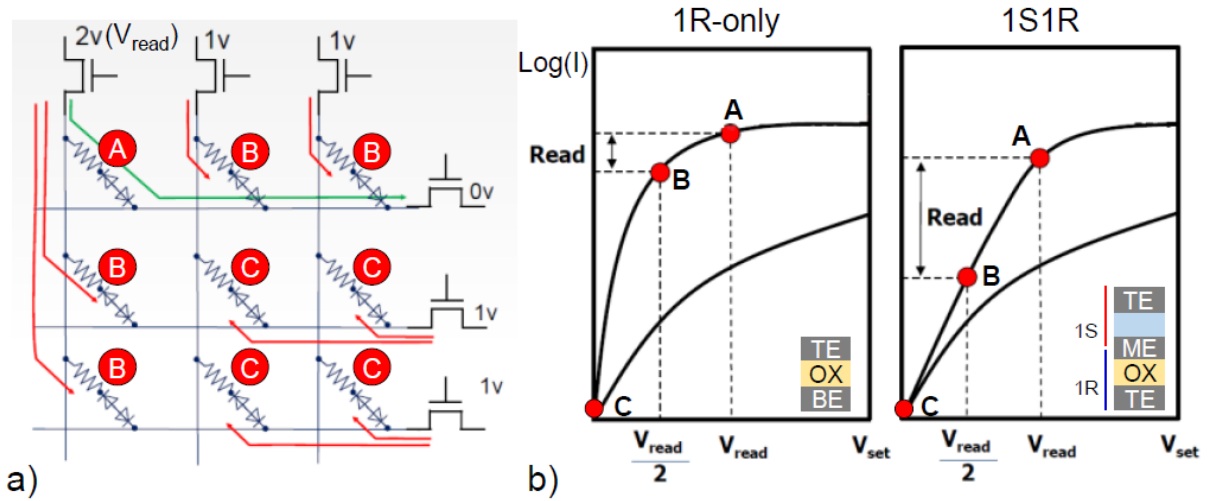 2v(Vread) 1v 1v
A B B
0v
B C C
1v
B C C
1v
a)
1R-only
Log(I)
A
Read
B
C
TE
OX
BE
Vread
2
Vread
Vset
b)
1S1R
A
Read
B
C
1S
1R
TE
ME
OX
TE
Vread
2
Vread
Vset